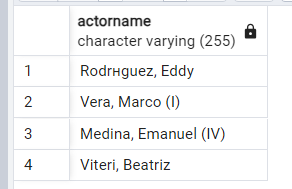 actorname
character varying (255)
1 Rodrнguez, Eddy
2 Vera, Marco (I)
3 Medina, Emanuel (IV)
4 Viteri, Beatriz